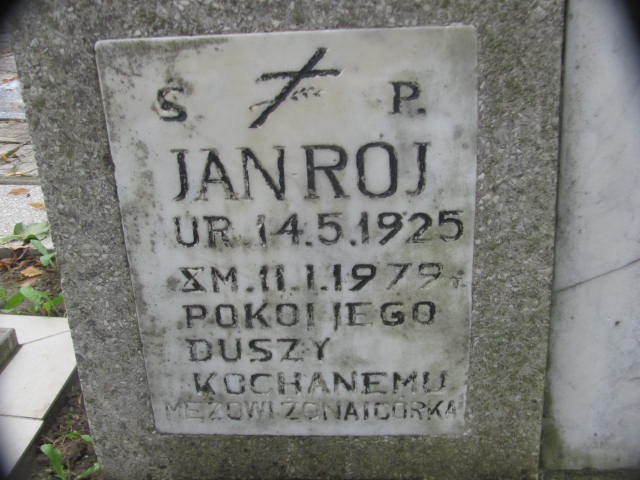 S P.
JAN ROJ
UR. 14.5.1925
ZM. 11.1.1979.
POKOJ JEGO
DUSZY
KOCHANEMU
MEZOWI ZONA I CORKA